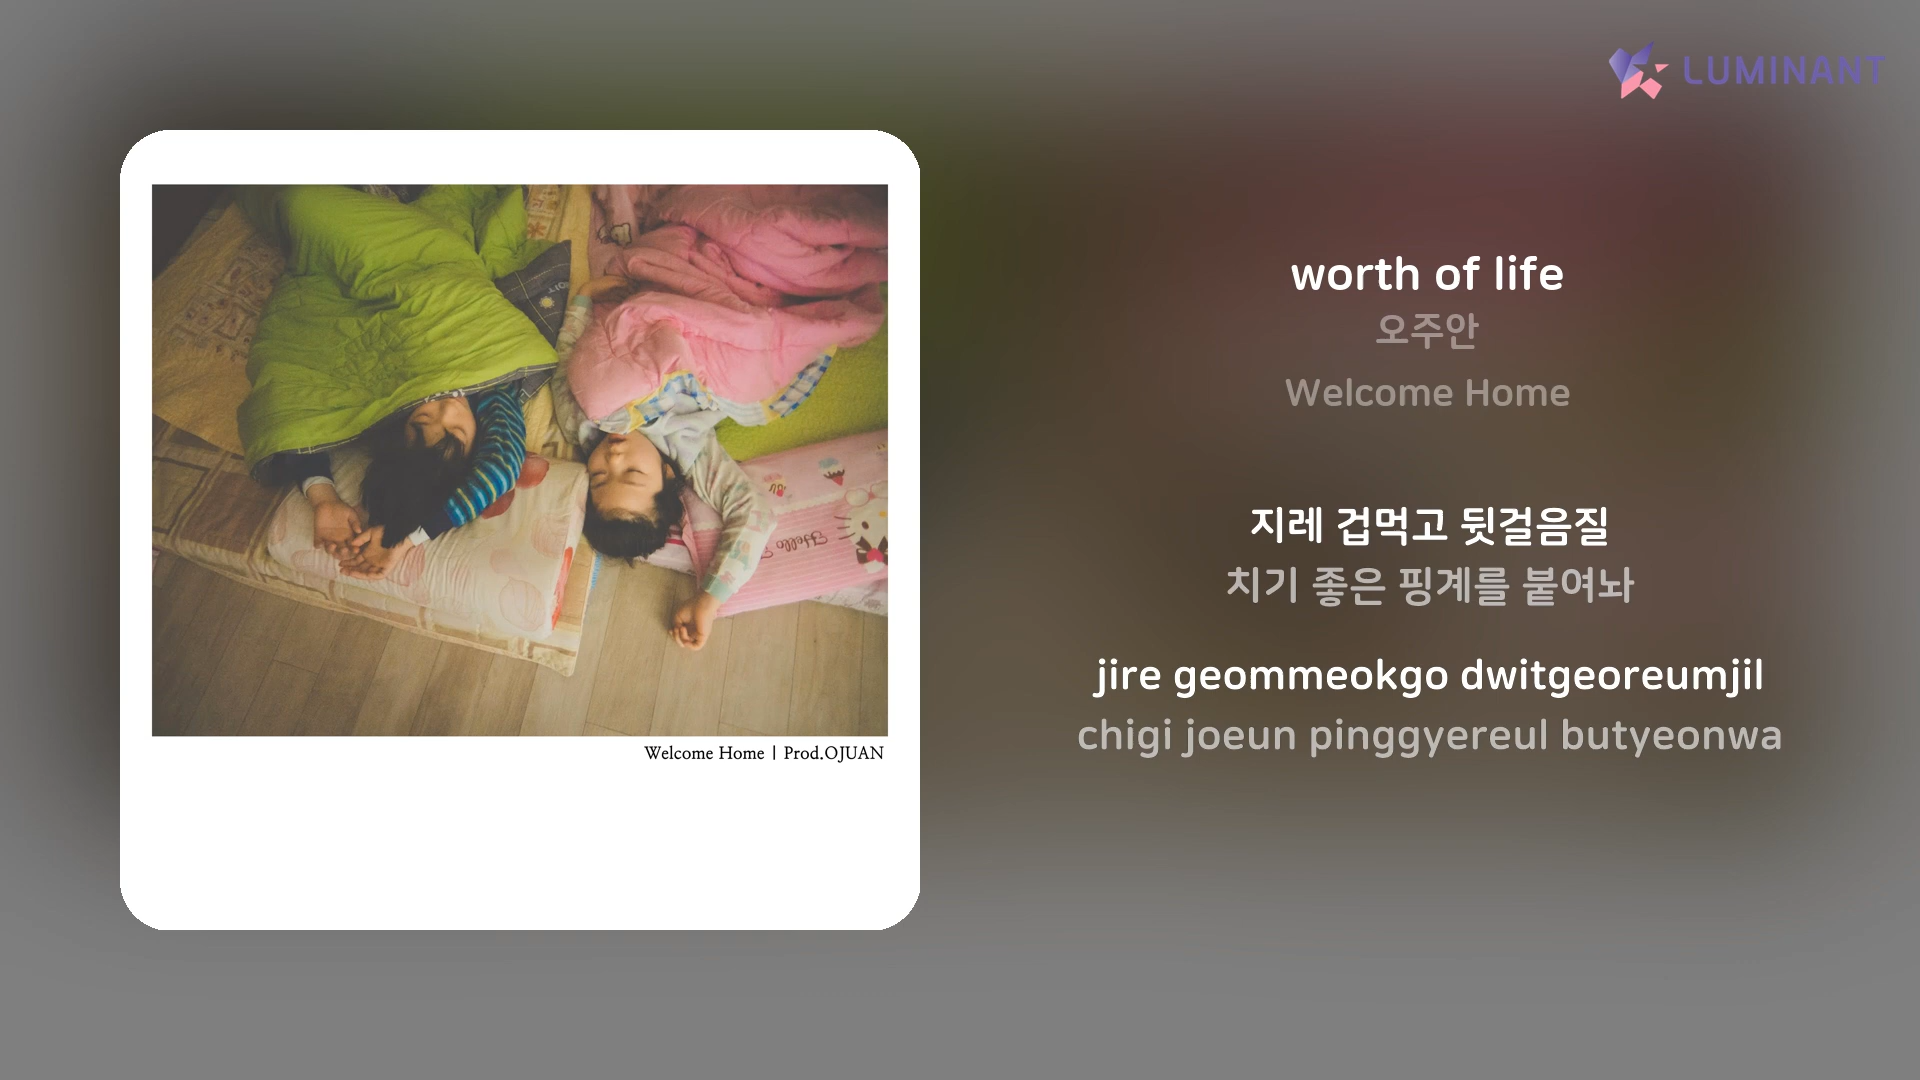 LUMINANT
worth of life
오주안
Welcome Home
지레 겁먹고 뒷걸음질
치기 좋은 핑계를 붙여놔
jire geommeokgo dwitgeoreumjil
chigi joeun pinggyereul butyeonwa
Hello
Welcome Home | Prod.OJUAN